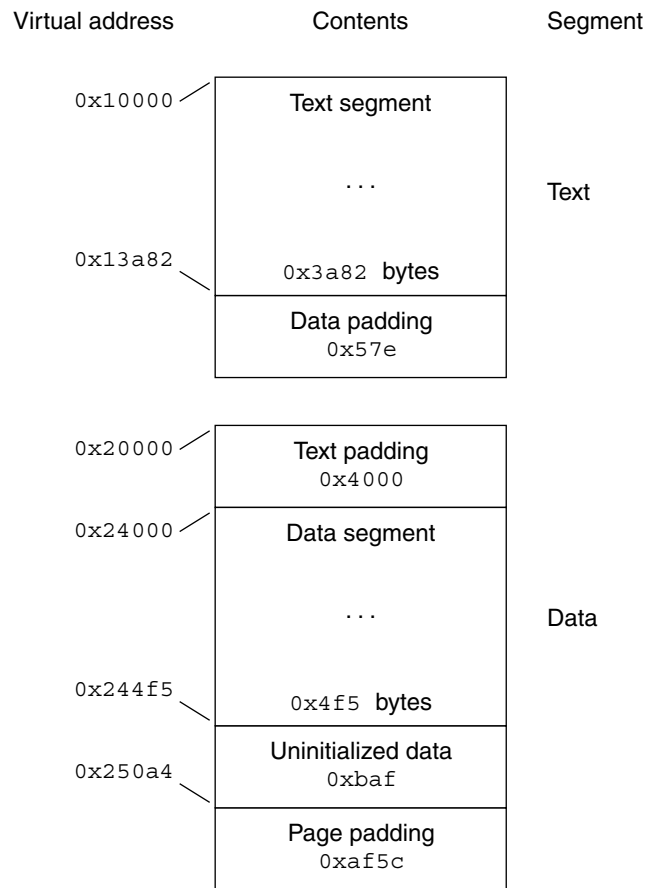 Virtual address Contents Segment
0x10000
Text segment
...
Text
0x13a82
0x3a82 bytes
Data padding
0x57e
0x20000
Text padding
0x4000
0x24000
Data segment
...
Data
0x244f5
0x4f5 bytes
Uninitialized data
0x250a4
0xbaf
Page padding
0xaf5c